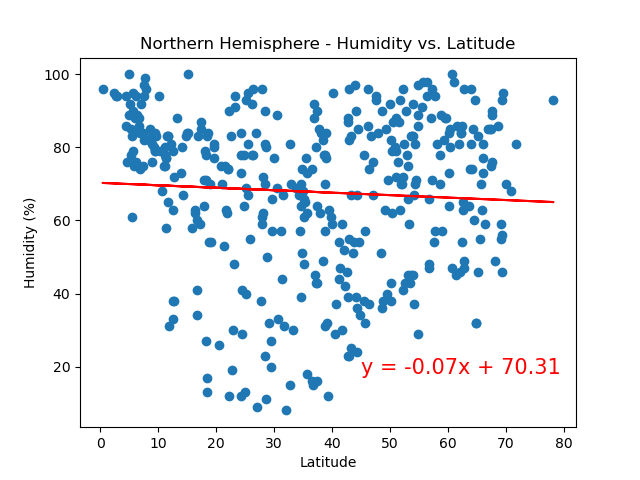 Northern Hemisphere - Humidity vs. Latitude
100
80
60
40
20
Humidity (%)
y = -0.07x + 70.31
0 10 20 30 40 50 60 70 80
Latitude